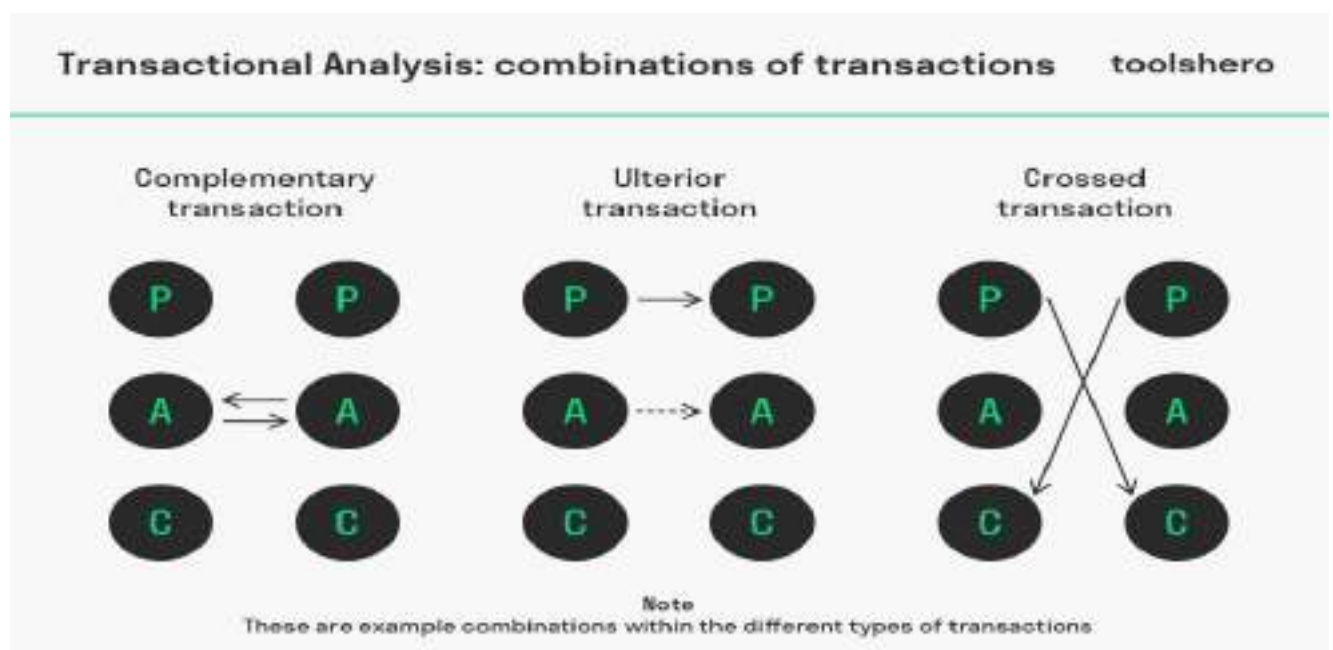 Transactional Analysis: combinations of transactions toolshero
Complementary
transaction
Ulterior
transaction
Crossed
transaction
P P P P P P
A A A A A A
C C C C C C
Note
These are example combinations within the different types of transactions